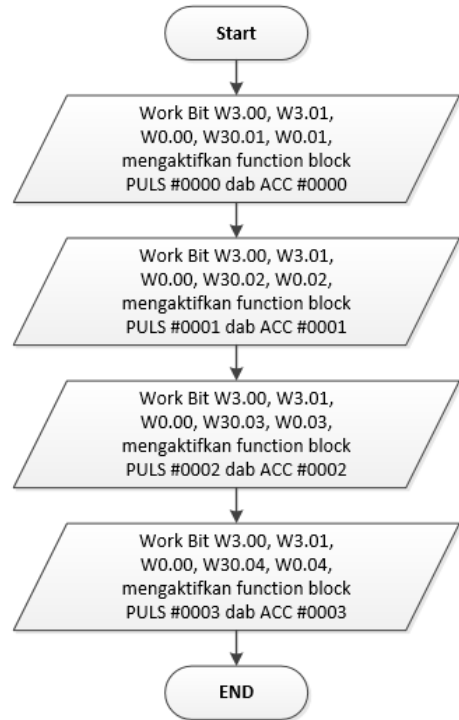 Start
Work Bit W3.00, W3.01,
W0.00, W30.01, W0.01,
mengaktifkan function block
PULS #0000 dab ACC #0000
Work Bit W3.00, W3.01,
W0.00, W30.02, W0.02,
mengaktifkan function block
PULS #0001 dab ACC #0001
Work Bit W3.00, W3.01,
W0.00, W30.03, W0.03,
mengaktifkan function block
PULS #0002 dab ACC #0002
Work Bit W3.00, W3.01,
W0.00, W30.04, W0.04,
mengaktifkan function block
PULS #0003 dab ACC #0003
END